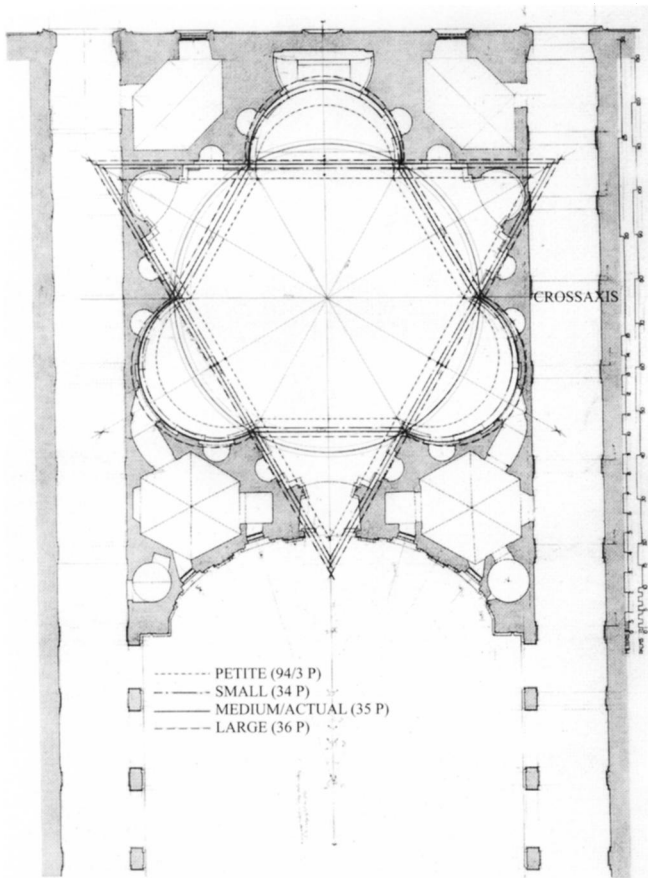 CROSSAXIS
PETITE (94/3 P)
SMALL (34 P)
MEDIUM/ACTUAL (35 P)
LARGE (36 P)